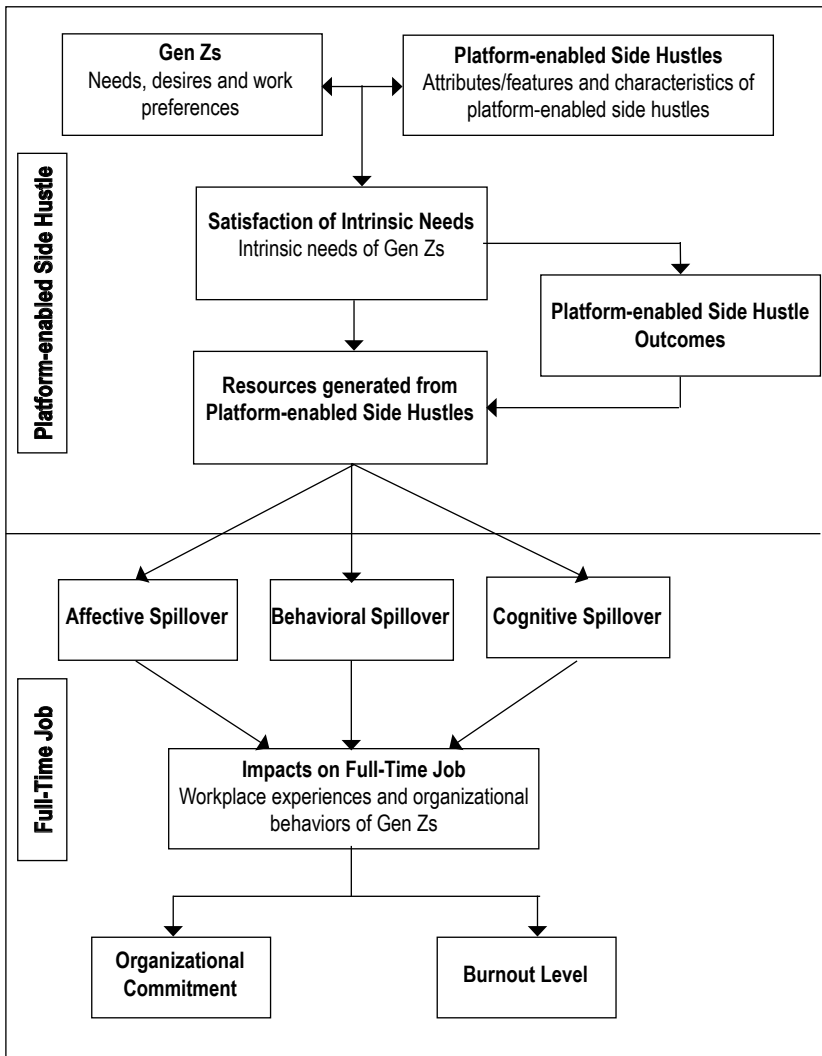 Gen Zs
Needs, desires and work
preferences
Platform-enabled Side Hustles
Attributes/features and characteristics of
platform-enabled side hustles
Platform-enabled Side Hustle
Satisfaction of Intrinsic Needs
Intrinsic needs of Gen Zs
Platform-enabled Side Hustle
Outcomes
Resources generated from
Platform-enabled Side Hustles
Affective Spillover
Behavioral Spillover
Cognitive Spillover
Full-Time Job
Impacts on Full-Time Job
Workplace experiences and organizational
behaviors of Gen Zs
Organizational
Commitment
Burnout Level